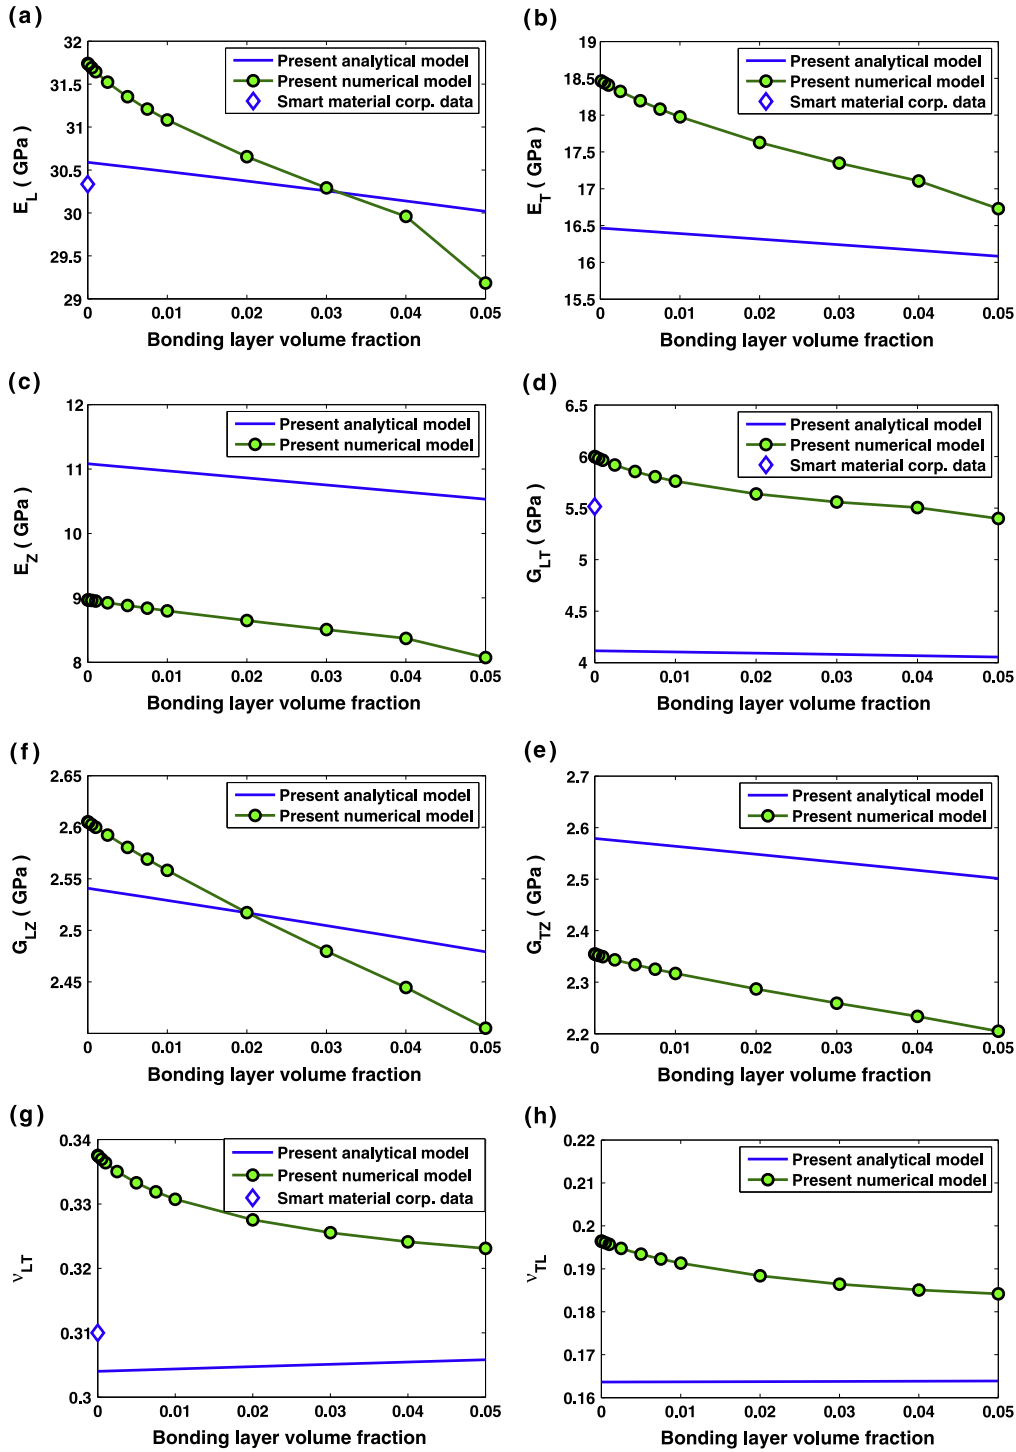 (a)
32
31.5
31
30.5
30
29.5
29
E_L ( GPa)
Present analytical model
Present numerical model
Smart material corp. data
0 0.01 0.02 0.03 0.04 0.05
Bonding layer volume fraction
(b)
19
18.5
18
17.5
17
16.5
16
15.5
E_T ( GPa)
Present analytical model
Present numerical model
Smart material corp. data
0 0.01 0.02 0.03 0.04 0.05
Bonding layer volume fraction
(c)
12
11
10
9
8
E_Z ( GPa)
Present analytical model
Present numerical model
0 0.01 0.02 0.03 0.04 0.05
Bonding layer volume fraction
(d)
6.5
6
5.5
5
4.5
4
G_LT ( GPa)
Present analytical model
Present numerical model
Smart material corp. data
0 0.01 0.02 0.03 0.04 0.05
Bonding layer volume fraction
(f)
2.65
2.6
2.55
2.5
2.45
G_LZ ( GPa)
Present analytical model
Present numerical model
0 0.01 0.02 0.03 0.04 0.05
Bonding layer volume fraction
(e)
2.7
2.6
2.5
2.4
2.3
2.2
G_TZ ( GPa)
Present analytical model
Present numerical model
0 0.01 0.02 0.03 0.04 0.05
Bonding layer volume fraction
(g)
0.34
0.33
0.32
0.31
0.3
ν_LT
Present analytical model
Present numerical model
Smart material corp. data
0 0.01 0.02 0.03 0.04 0.05
Bonding layer volume fraction
(h)
0.22
0.21
0.2
0.19
0.18
0.17
0.16
ν_TL
Present analytical model
Present numerical model
0 0.01 0.02 0.03 0.04 0.05
Bonding layer volume fraction